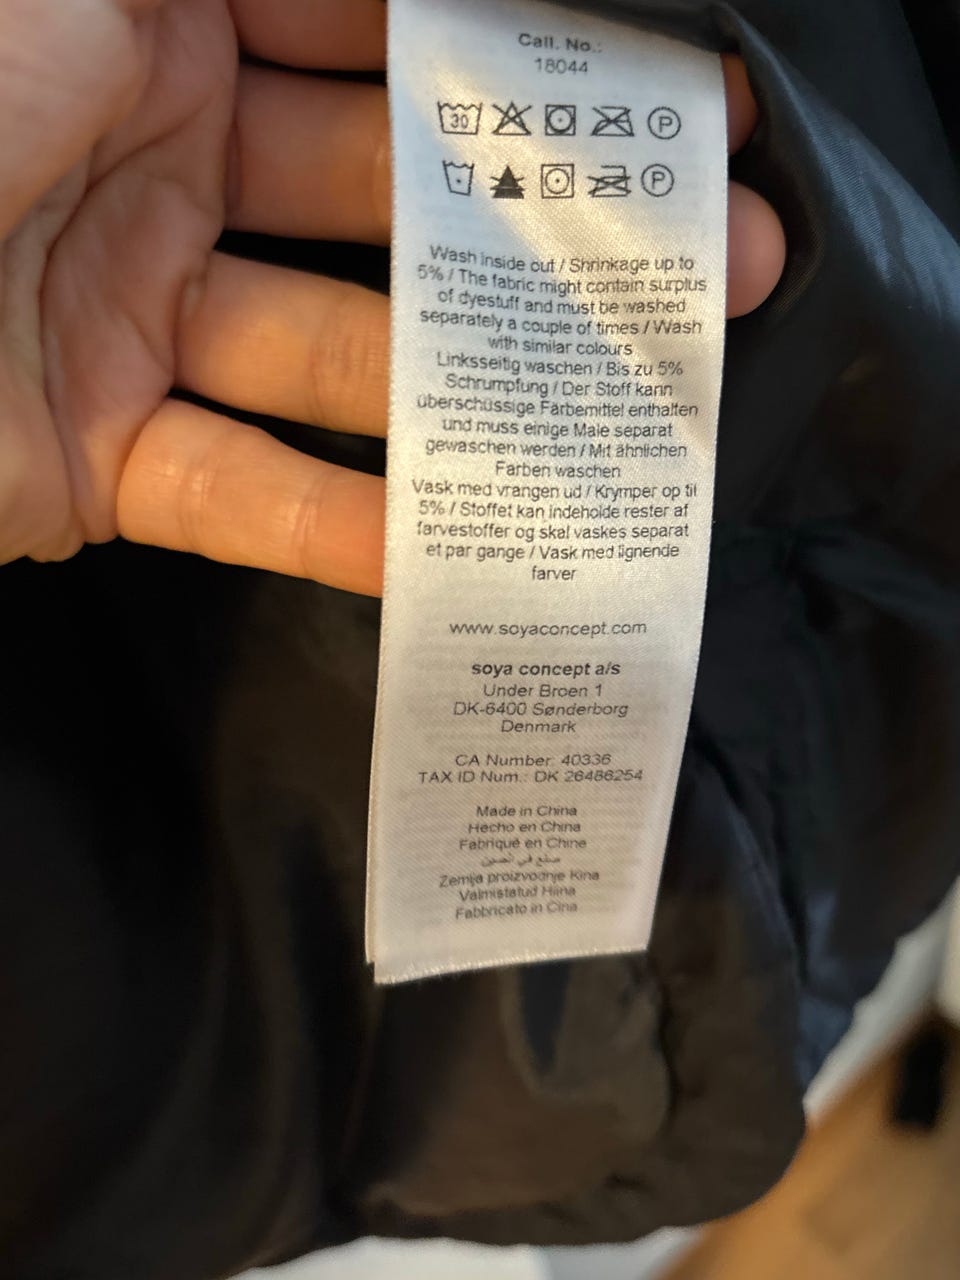 Call. No.:
18044
30 P
P
Wash inside out / Shrinkage up to
5% / The fabric might contain surplus
of dyestuff and must be washed
separately a couple of times / Wash
with similar colours
Linksseitig waschen / Bis zu 5%
Schrumpfung / Der Stoff kann
überschüssige Färbemittel enthalten
und muss einige Male separat
gewaschen werden / Mit ähnlichen
Farben waschen
Vask med vrangen ud / Krymper op til
5% / Stoffet kan indeholde rester af
farvestoffer og skal vaskes separat
et par gange / Vask med lignende
farver
www.soyaconcept.com
soya concept a/s
Under Broen 1
DK-6400 Sønderborg
Denmark
CA Number: 40336
TAX ID Num.: DK 26486254
Made in China
Hecho en China
Fabriqué en Chine
صنع في الصين
Zemlja proizvodnje Kina
Valmistatud Hiina
Fabbricato in Cina